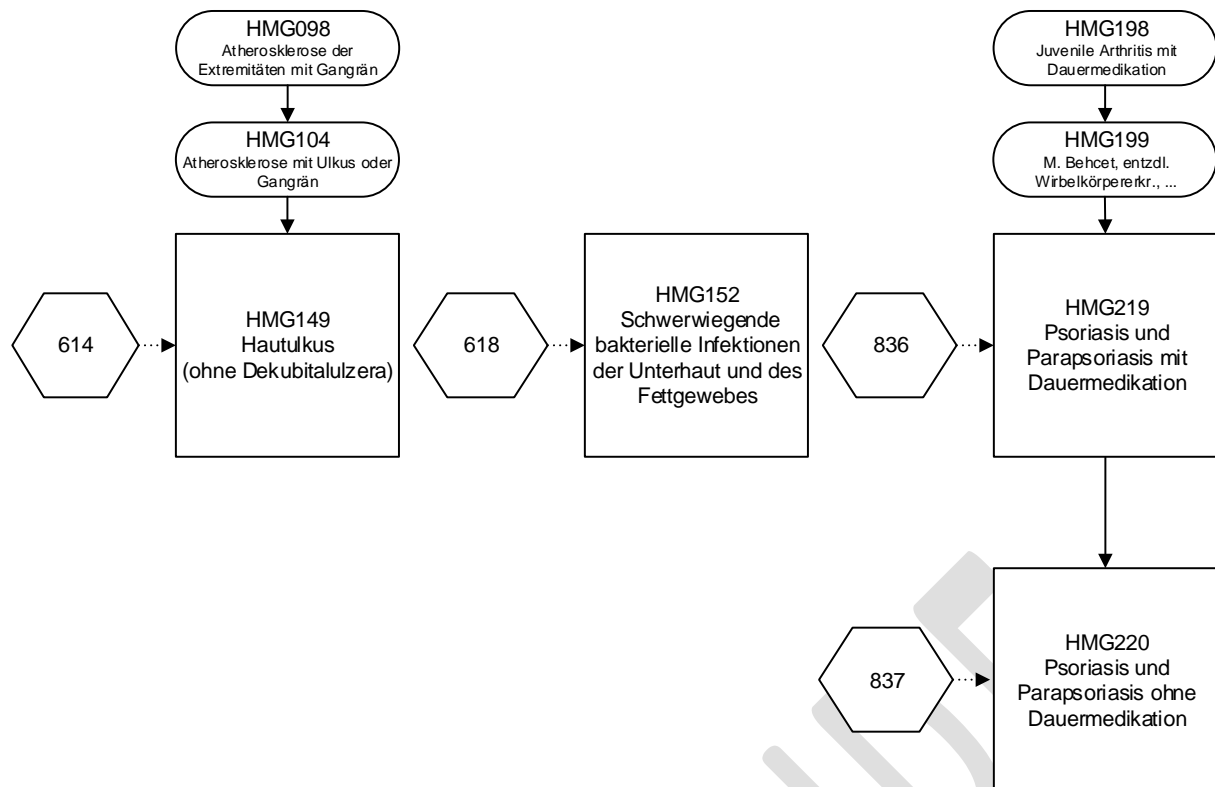 HMG098
Atherosklerose der
Extremitäten mit Gangrän
HMG104
Atherosklerose mit Ulkus oder
Gangrän
614
HMG149
Hautulkus
(ohne Dekubitalulzera)
618
HMG152
Schwerwiegende
bakterielle Infektionen
der Unterhaut und des
Fettgewebes
HMG198
Juvenile Arthritis mit
Dauermedikation
HMG199
M. Behcet, entzdl.
Wirbelkörpererkr., ...
836
HMG219
Psoriasis und
Parapsoriasis mit
Dauermedikation
837
HMG220
Psoriasis und
Parapsoriasis ohne
Dauermedikation